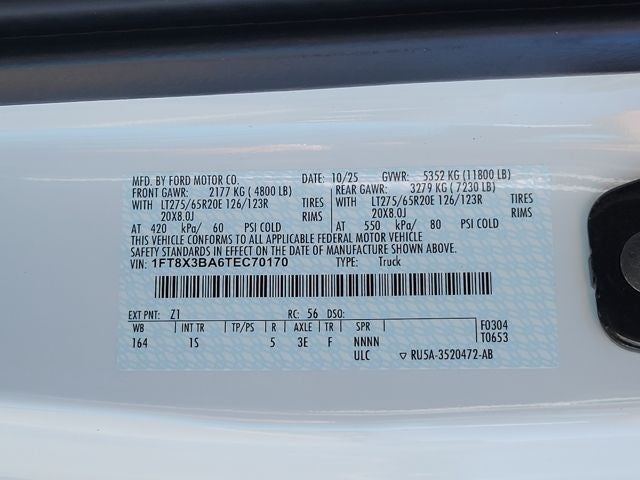 MFD. BY FORD MOTOR CO. DATE: 10/25 GVWR: 5352 KG (11800 LB)
FRONT GAWR: 2177 KG ( 4800 LB) REAR GAWR: 3279 KG ( 7230 LB)
WITH LT275/65R20E 126/123R TIRES WITH LT275/65R20E 126/123R TIRES
20X8.0J RIMS 20X8.0J RIMS
AT 420 kPa/ 60 PSI COLD AT 550 kPa/ 80 PSI COLD
THIS VEHICLE CONFORMS TO ALL APPLICABLE FEDERAL MOTOR VEHICLE
SAFETY STANDARDS IN EFFECT ON THE DATE OF MANUFACTURE SHOWN ABOVE.
VIN: 1FT8X3BA6TEC70170 TYPE: Truck
EXT PNT: Z1 RC: 56 DSO:
WB INT TR TP/PS R AXLE TR SPR F0304
164 1S 5 3E F NNNN T0653
ULC RU5A-3520472-AB